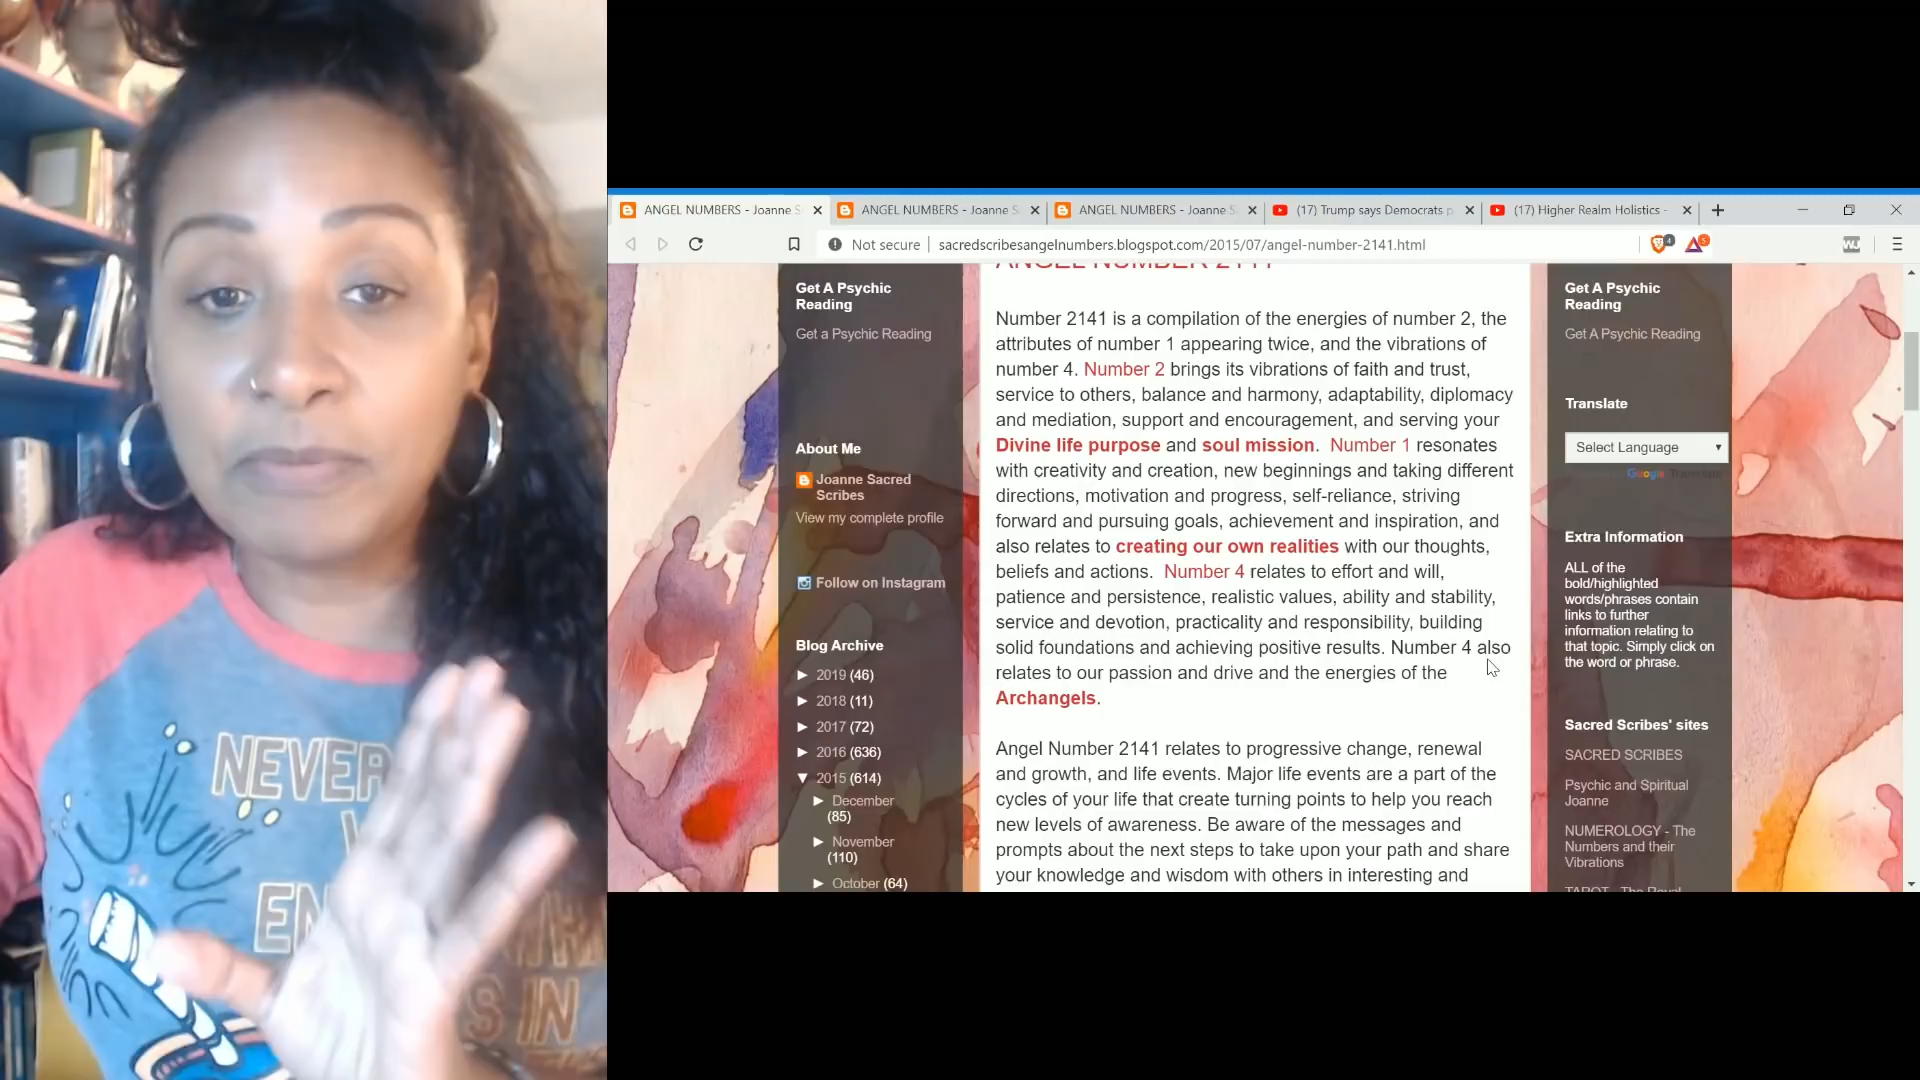 NEVER
EN
S IN
ANGEL NUMBERS - Joanne S
ANGEL NUMBERS - Joanne S
ANGEL NUMBERS - Joanne S
(17) Trump says Democrats p
(17) Higher Realm Holistics -
Not secure
sacredscribesangelnumbers.blogspot.com/2015/07/angel-number-2141.html
4
5
Get A Psychic
Reading
Get a Psychic Reading
About Me
Joanne Sacred
Scribes
View my complete profile
Follow on Instagram
Blog Archive
► 2019 (46)
► 2018 (11)
► 2017 (72)
► 2016 (636)
▼ 2015 (614)
► December
(85)
► November
(110)
► October (64)
ANGEL NUMBER 2141
Number 2141 is a compilation of the energies of number 2, the
attributes of number 1 appearing twice, and the vibrations of
number 4. Number 2 brings its vibrations of faith and trust,
service to others, balance and harmony, adaptability, diplomacy
and mediation, support and encouragement, and serving your
Divine life purpose and soul mission. Number 1 resonates
with creativity and creation, new beginnings and taking different
directions, motivation and progress, self-reliance, striving
forward and pursuing goals, achievement and inspiration, and
also relates to creating our own realities with our thoughts,
beliefs and actions. Number 4 relates to effort and will,
patience and persistence, realistic values, ability and stability,
service and devotion, practicality and responsibility, building
solid foundations and achieving positive results. Number 4 also
relates to our passion and drive and the energies of the
Archangels.
Angel Number 2141 relates to progressive change, renewal
and growth, and life events. Major life events are a part of the
cycles of your life that create turning points to help you reach
new levels of awareness. Be aware of the messages and
prompts about the next steps to take upon your path and share
your knowledge and wisdom with others in interesting and
Get A Psychic
Reading
Get A Psychic Reading
Translate
Select Language
Google Translate
Extra Information
ALL of the
bold/highlighted
words/phrases contain
links to further
information relating to
that topic. Simply click on
the word or phrase.
Sacred Scribes' sites
SACRED SCRIBES
Psychic and Spiritual
Joanne
NUMEROLOGY - The
Numbers and their
Vibrations
TAROT - The Royal